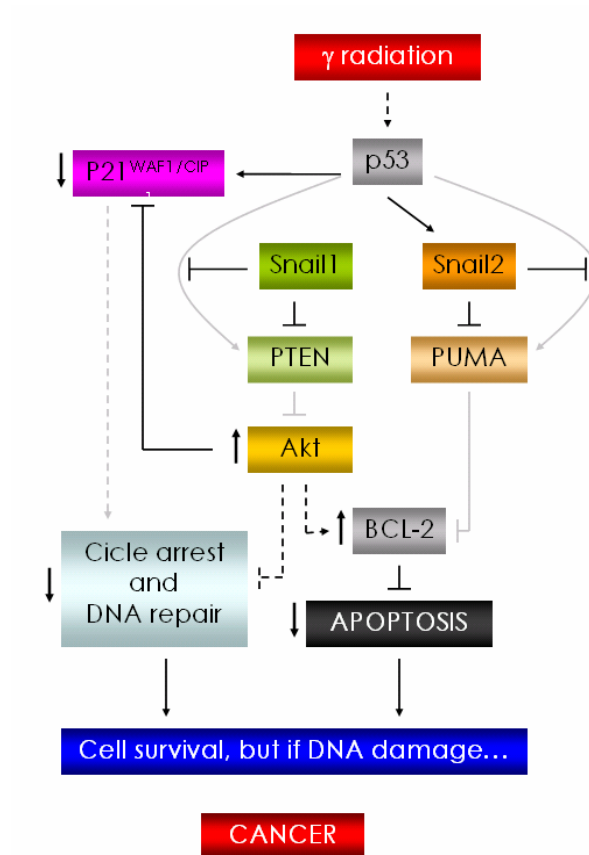 γ radiation
p53
P21WAF1/CIP
1
Snail1
Snail2
PTEN
PUMA
Akt
BCL-2
Cicle arrest
and
DNA repair
APOPTOSIS
Cell survival, but if DNA damage...
CANCER